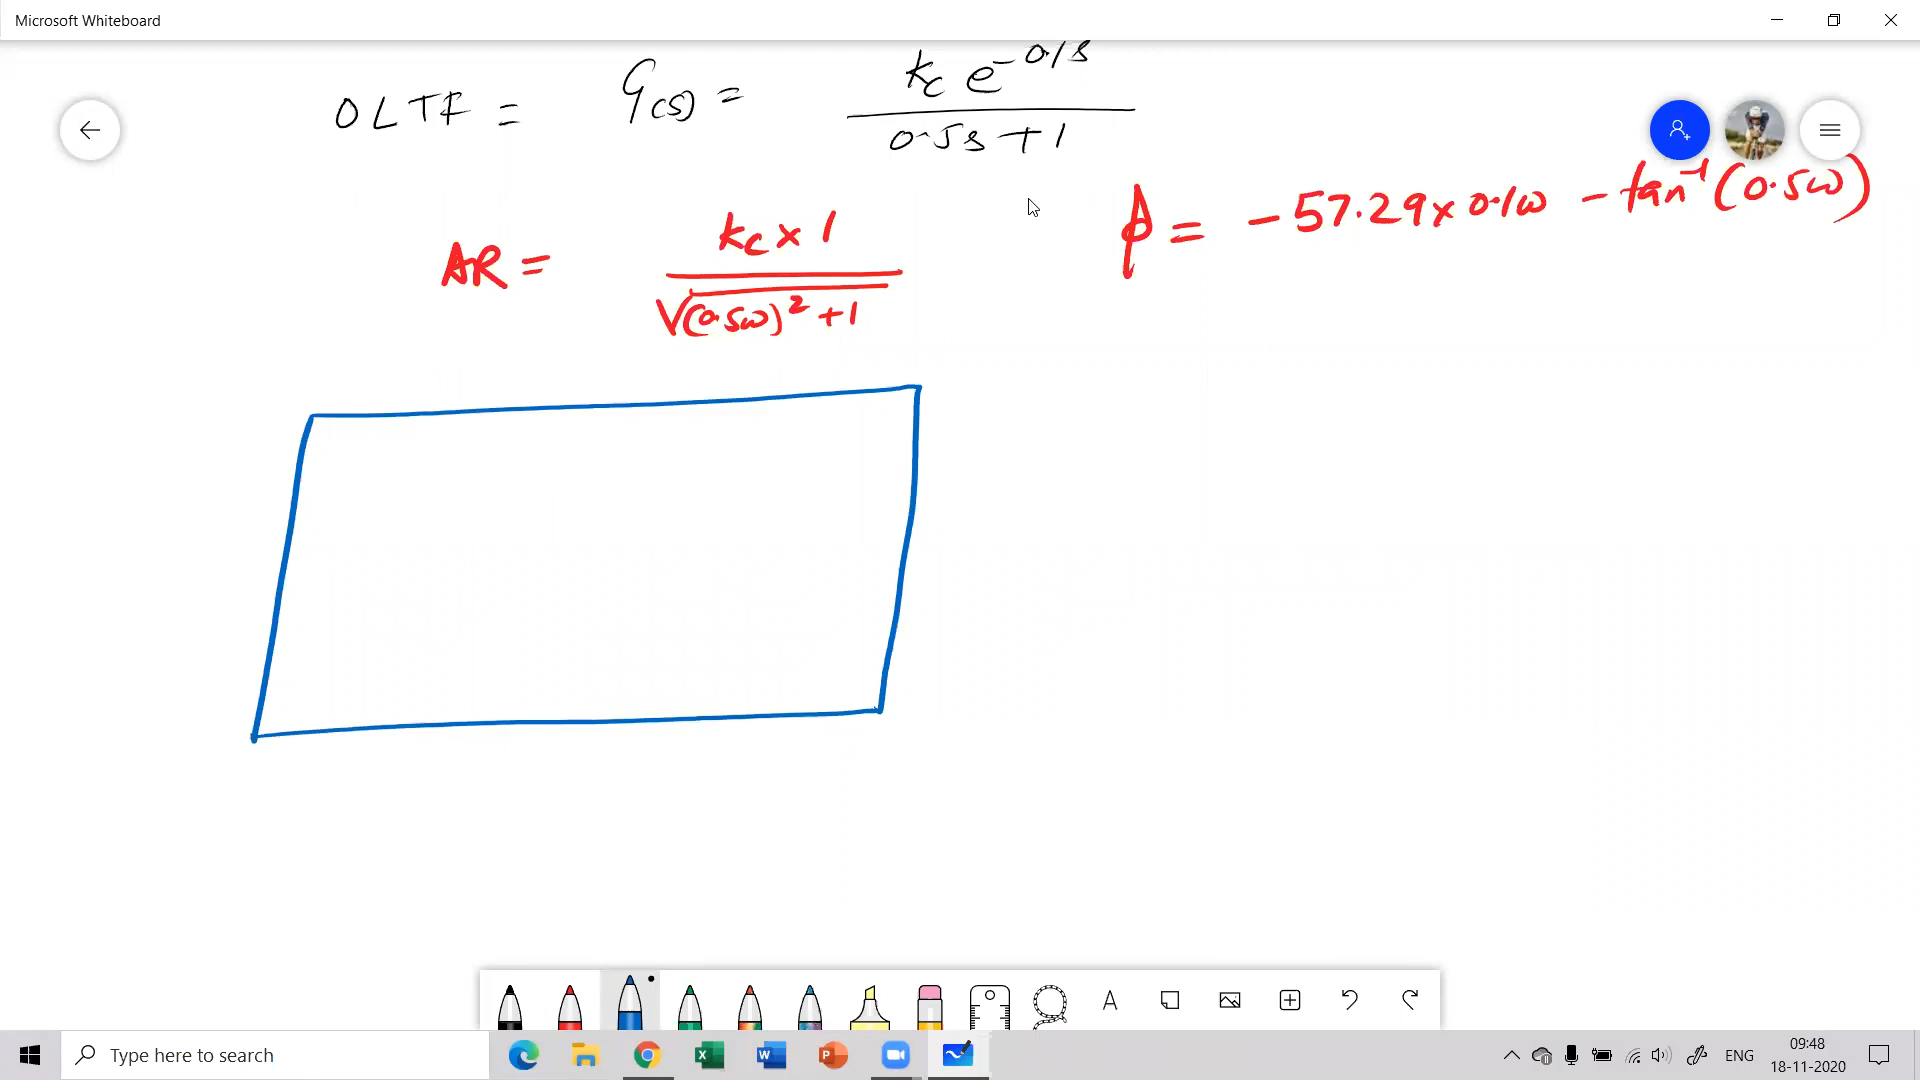 Microsoft Whiteboard
OLTF = G(s) = kc e^-0.1s / 0.5s + 1
AR = kc × 1 / √(0.5ω)² + 1
φ = - 57.29 × 0.1ω - tan⁻¹ (0.5ω)
A
Type here to search
ENG
09:48
18-11-2020